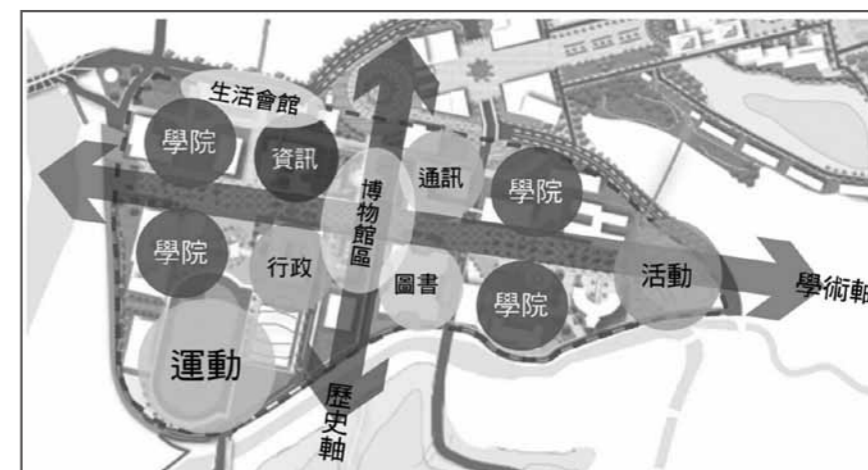 生活會館
學院
資訊
通訊
學院
博物館區
學院
行政
圖書
學院
活動
學術軸
運動
歷史軸